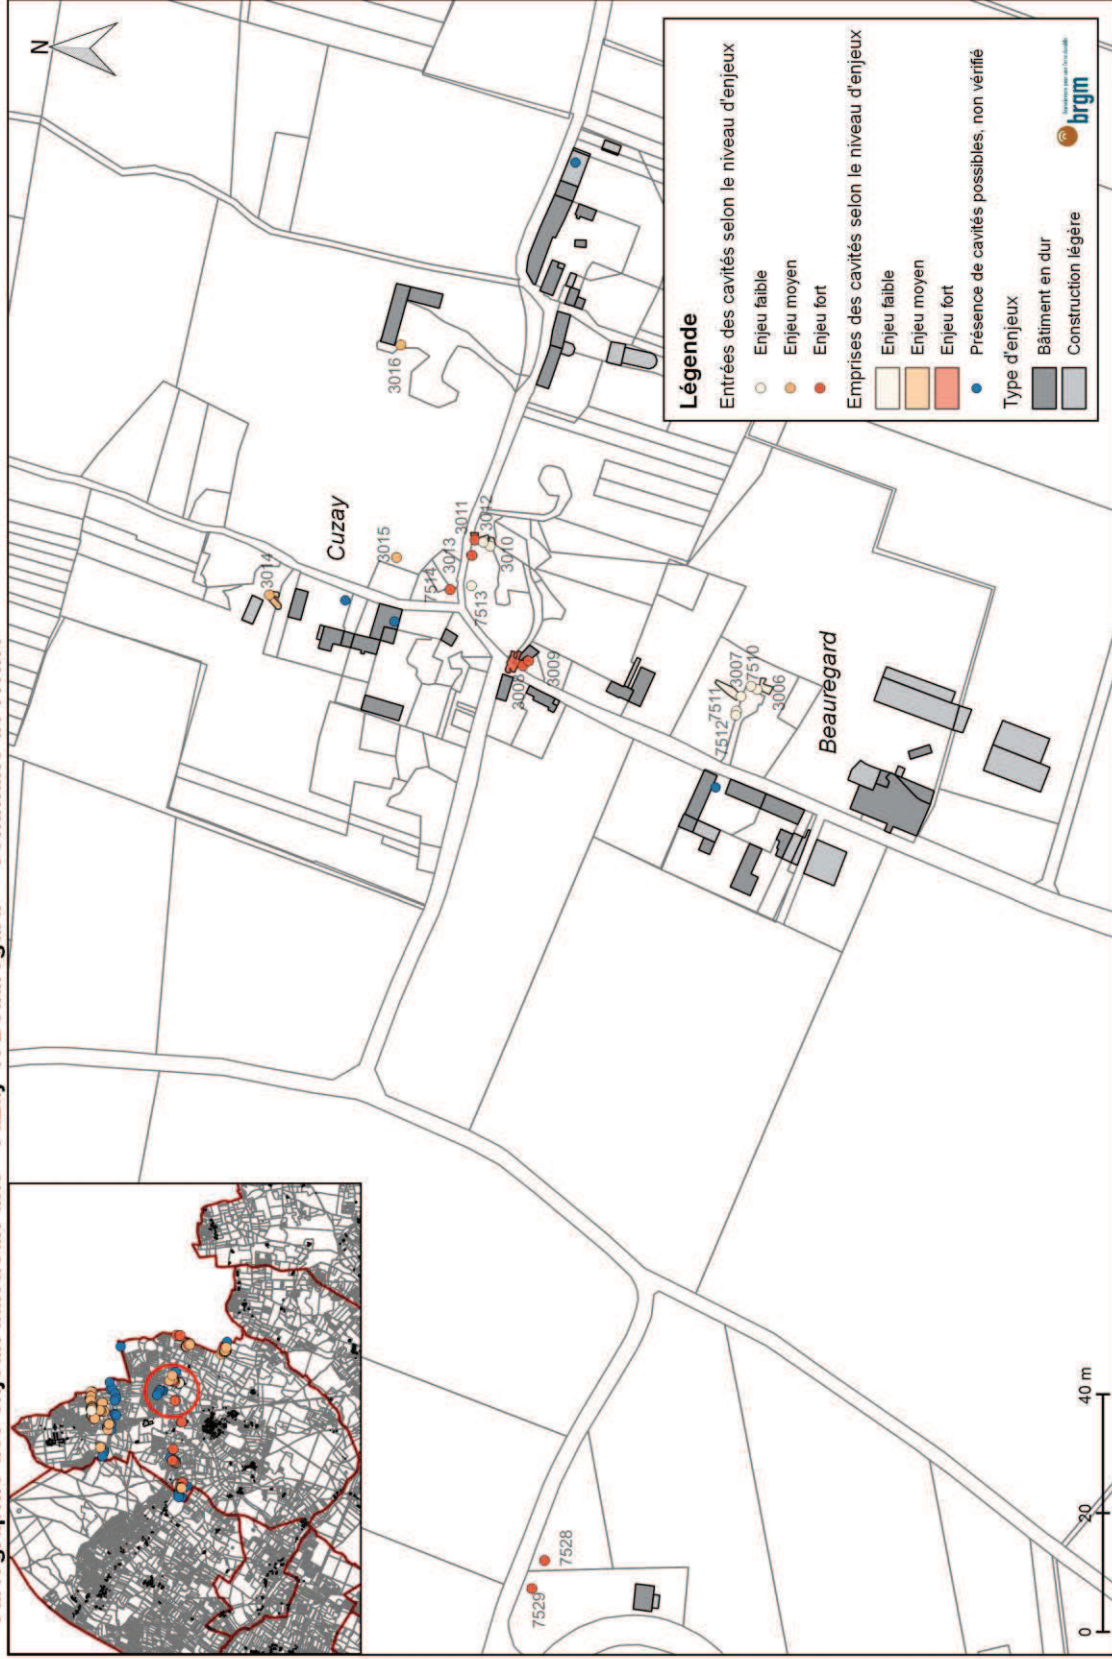 N
Cuzay
Beauregard
3014
3015
3016
7514
3013
3011
3012
3010
7513
3008
3009
7512
7511
3007
7510
3006
7529
7528
0 20 40 m
Légende
Entrées des cavités selon le niveau d'enjeux
Enjeu faible
Enjeu moyen
Enjeu fort
Emprises des cavités selon le niveau d'enjeux
Enjeu faible
Enjeu moyen
Enjeu fort
Présence de cavités possibles, non vérifié
Type d'enjeux
Bâtiment en dur
Construction légère
brgm